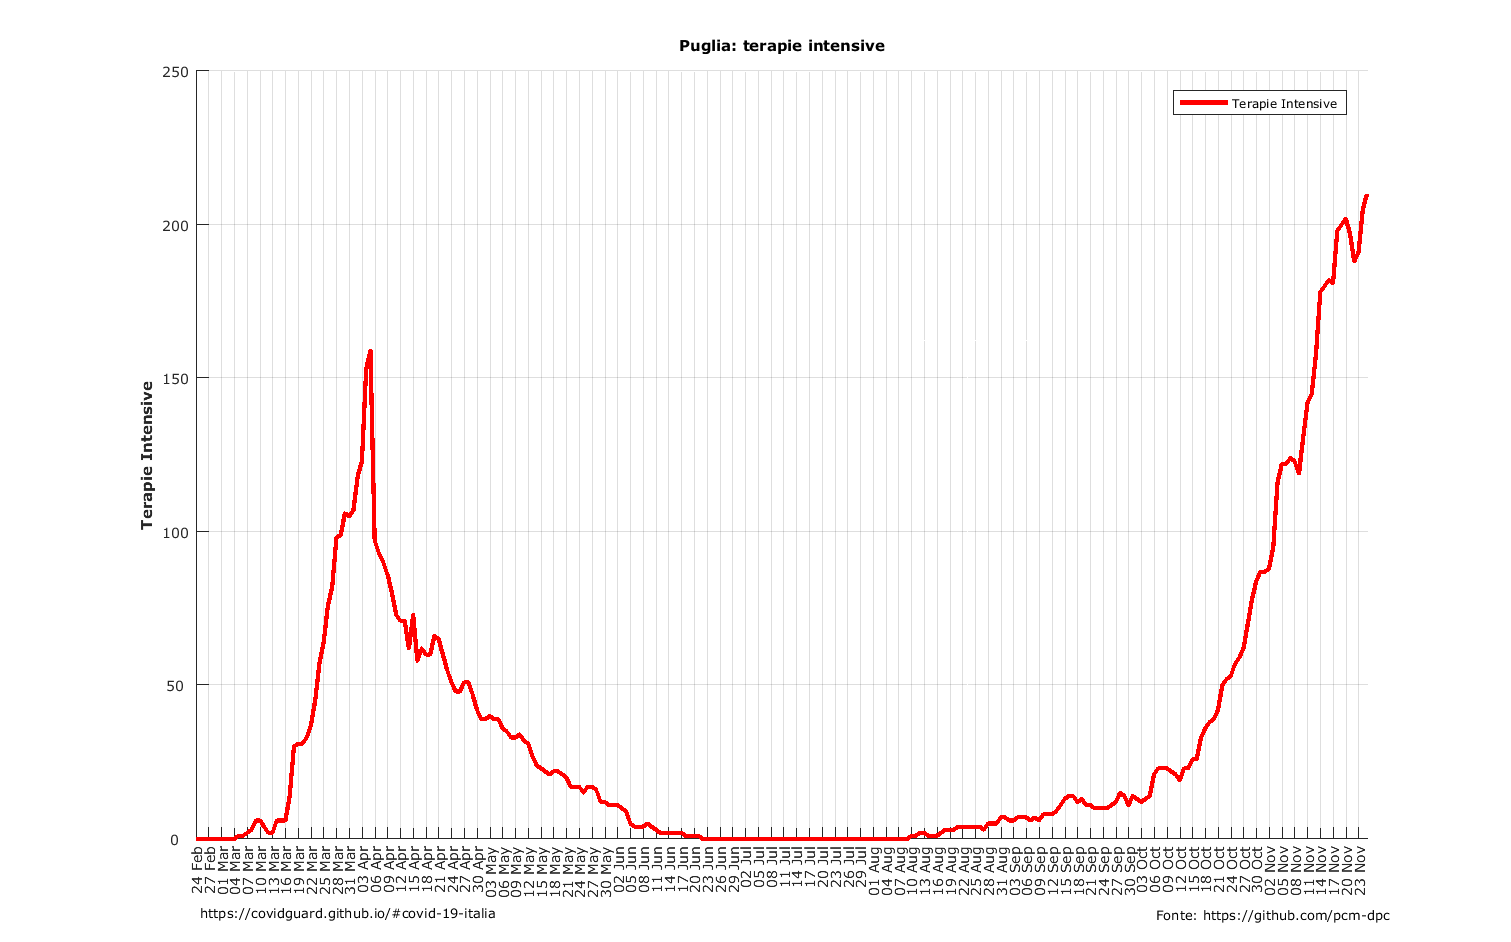 Puglia: terapie intensive
Terapie Intensive
Terapie Intensive
250
200
150
100
50
0
24 Feb
27 Feb
01 Mar
04 Mar
07 Mar
10 Mar
13 Mar
16 Mar
19 Mar
22 Mar
25 Mar
28 Mar
31 Mar
03 Apr
06 Apr
09 Apr
12 Apr
15 Apr
18 Apr
21 Apr
24 Apr
27 Apr
30 Apr
03 May
06 May
09 May
12 May
15 May
18 May
21 May
24 May
27 May
30 May
02 Jun
05 Jun
08 Jun
11 Jun
14 Jun
17 Jun
20 Jun
23 Jun
26 Jun
29 Jun
02 Jul
05 Jul
08 Jul
11 Jul
14 Jul
17 Jul
20 Jul
23 Jul
26 Jul
29 Jul
01 Aug
04 Aug
07 Aug
10 Aug
13 Aug
16 Aug
19 Aug
22 Aug
25 Aug
28 Aug
31 Aug
03 Sep
06 Sep
09 Sep
12 Sep
15 Sep
18 Sep
21 Sep
24 Sep
27 Sep
30 Sep
03 Oct
06 Oct
09 Oct
12 Oct
15 Oct
18 Oct
21 Oct
24 Oct
27 Oct
30 Oct
02 Nov
05 Nov
08 Nov
11 Nov
14 Nov
17 Nov
20 Nov
23 Nov
https://covidguard.github.io/#covid-19-italia
Fonte: https://github.com/pcm-dpc